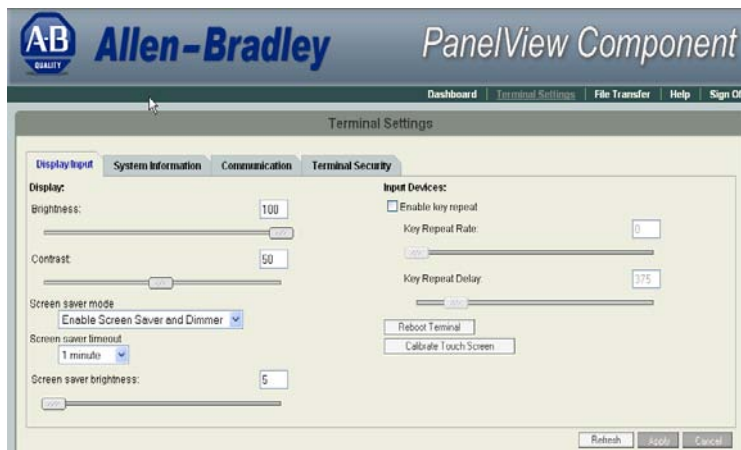 A·B
QUALITY
Allen-Bradley
PanelView Component
Dashboard | Terminal Settings | File Transfer | Help | Sign Of
Terminal Settings
Display/Input
System Information
Communication
Terminal Security
Display:
Brightness:
100
Contrast:
50
Screen saver mode
Enable Screen Saver and Dimmer
Screen saver timeout
1 minute
Screen saver brightness:
5
Input Devices:
Enable key repeat
Key Repeat Rate:
0
Key Repeat Delay:
375
Reboot Terminal
Calibrate Touch Screen
Refresh
Apply
Cancel